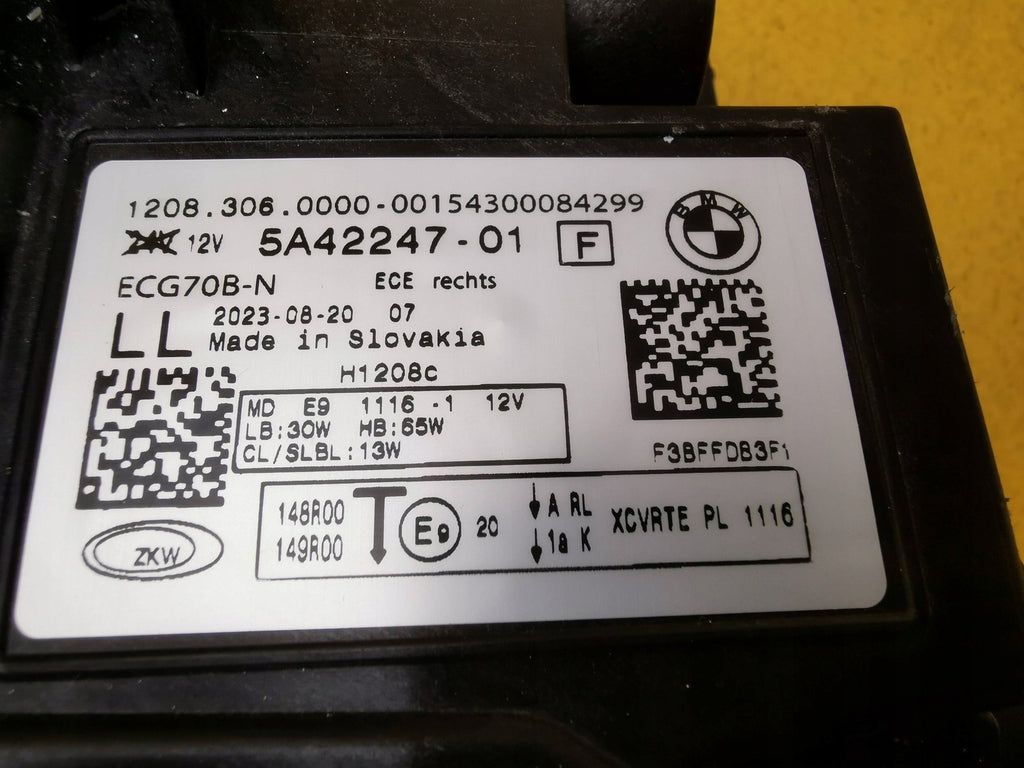 1208.306.0000-00154300084299
12V 5A42247-01 F
BMW
ECG70B-N ECE rechts
2023-08-20 07
LL Made in Slovakia
H1208c
MD E9 1116 -1 12V
LB:30W HB:65W
CL/SLBL:13W
F3BFFDB3F1
148R00 T E9 20 A RL XCVRTE PL 1116
149R00 1a K
ZKW